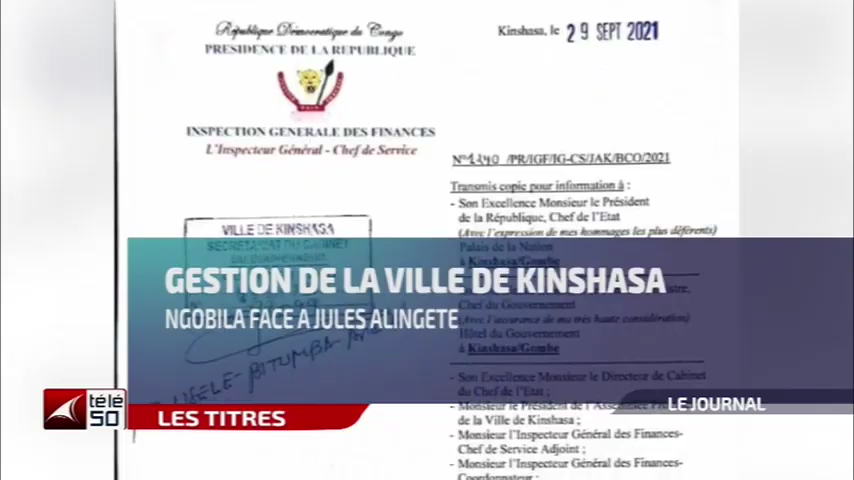 République Démocratique du Congo
PRESIDENCE DE LA REPUBLIQUE
INSPECTION GENERALE DES FINANCES
L'Inspecteur Général - Chef de Service
Kinshasa, le 29 SEPT 2021
N°1240 /PR/IGF/IG-CS/JAK/BCO/2021
Transmis copie pour information à :
- Son Excellence Monsieur le Président
de la République, Chef de l'Etat
(Avec l'expression de mes hommages les plus déférents)
Palais de la Nation
à Kinshasa/Gombe
Chef du Gouvernement
(Avec l'assurance de ma très haute considération)
Hôtel du Gouvernement
à Kinshasa/Gombe
- Son Excellence Monsieur le Directeur de Cabinet
du Chef de l'Etat ;
- Monsieur le Président de l'Assemblée
de la Ville de Kinshasa ;
- Monsieur l'Inspecteur Général des Finances-
Chef de Service Adjoint ;
- Monsieur l'Inspecteur Général des Finances-
Coordonnateur ;
VILLE DE KINSHASA
SECRETARIAT DU CABINET
GESTION DE LA VILLE DE KINSHASA
NGOBILA FACE A JULES ALINGETE
télé
50
LES TITRES
LE JOURNAL